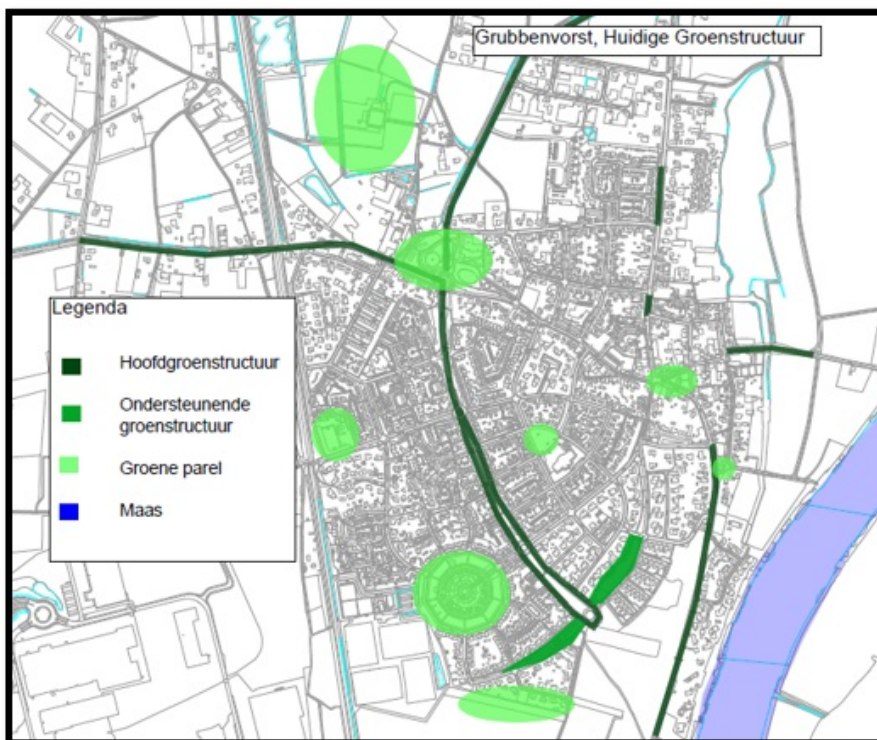 Grubbenvorst, Huidige Groenstructuur
Legenda
Hoofdgroenstructuur
Ondersteunende
groenstructuur
Groene parel
Maas